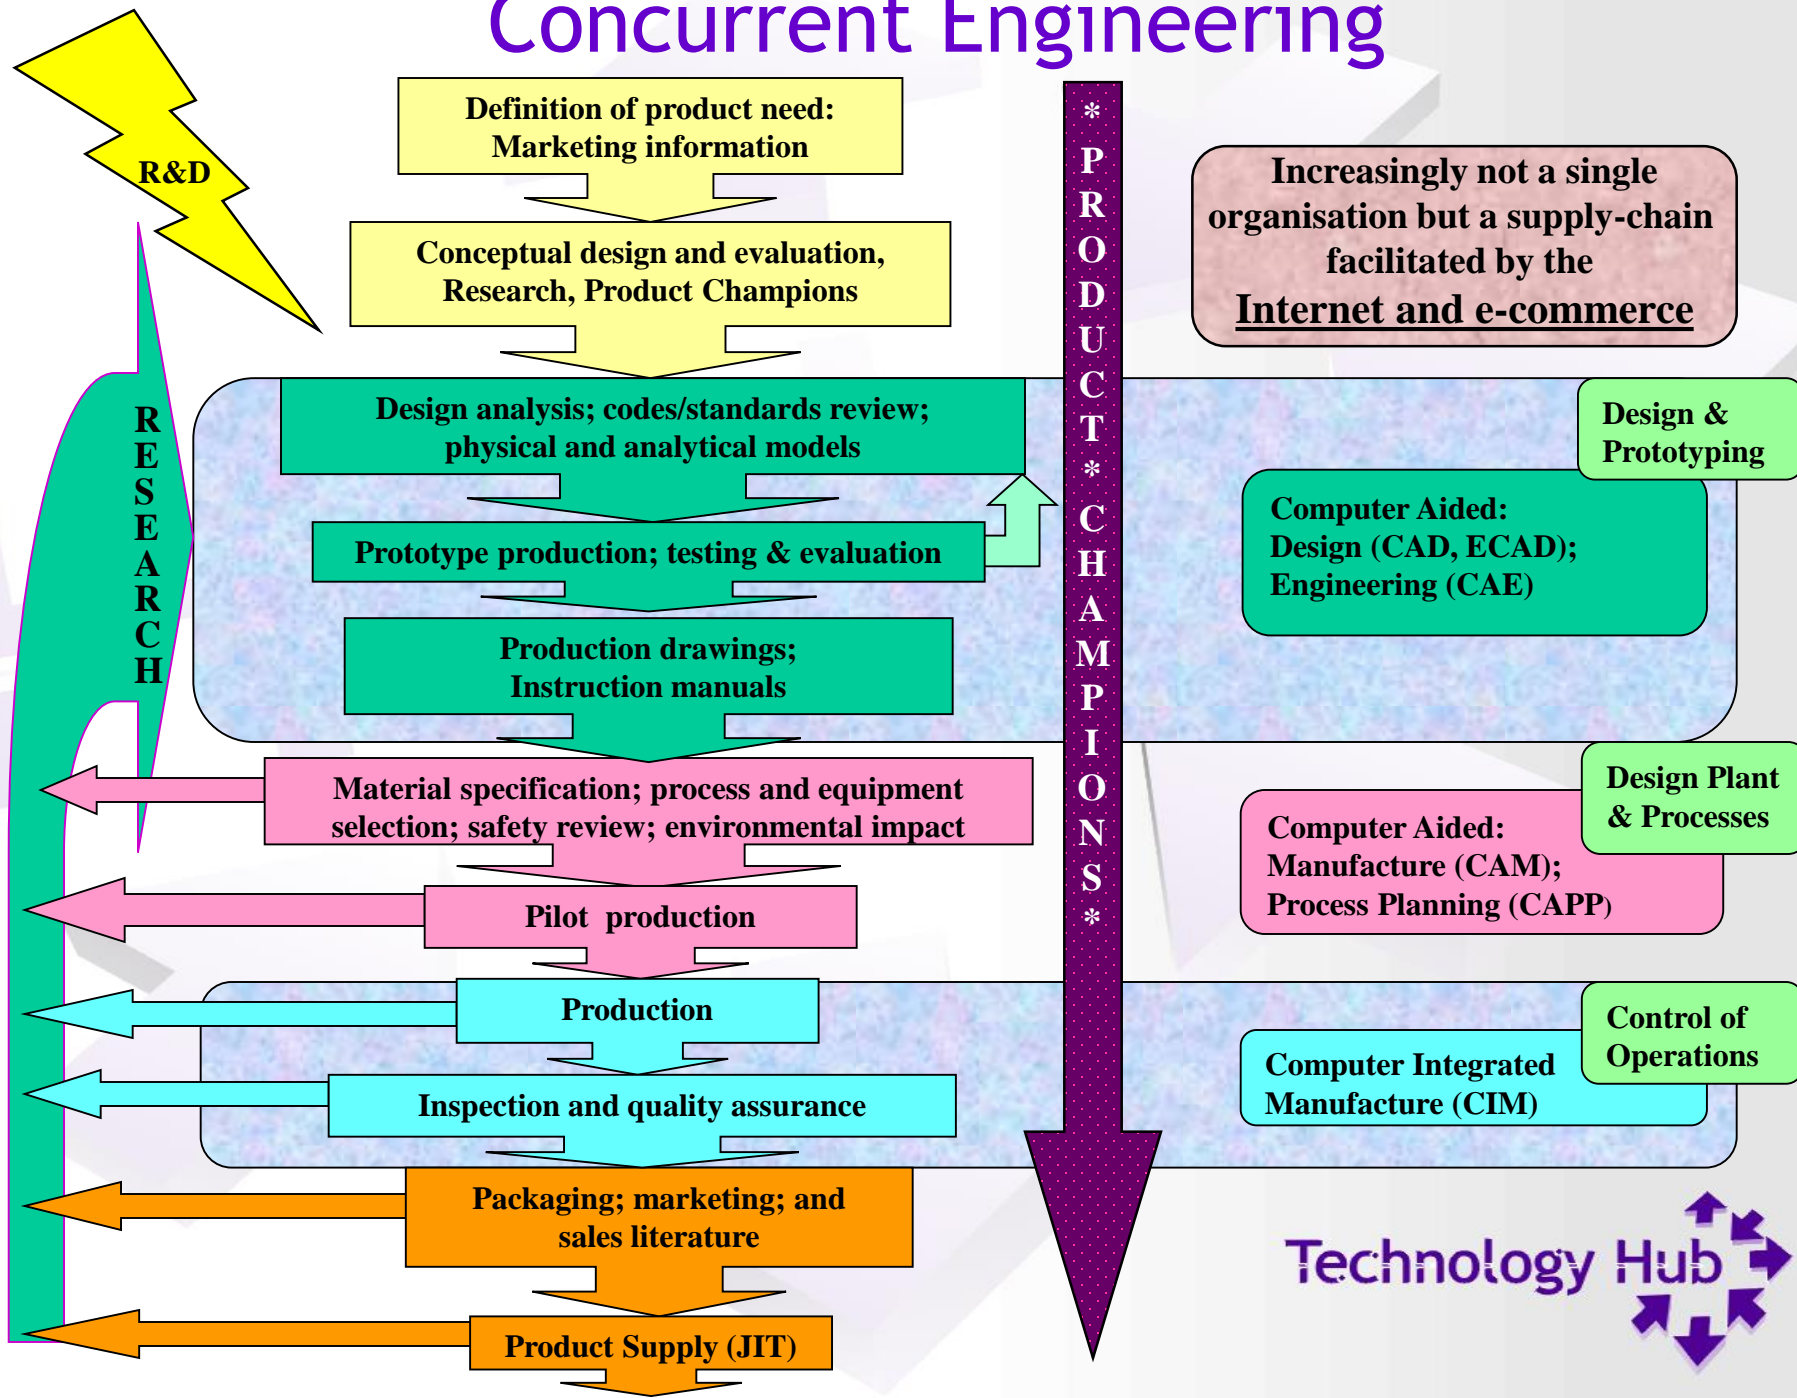 Concurrent Engineering
R&D
Definition of product need:
Marketing information
Conceptual design and evaluation,
Research, Product Champions
*PRODUCT*CHAMPIONS*
Increasingly not a single
organisation but a supply-chain
facilitated by the
Internet and e-commerce
RESEARCH
Design analysis; codes/standards review;
physical and analytical models
Prototype production; testing & evaluation
Production drawings;
Instruction manuals
Design &
Prototyping
Computer Aided:
Design (CAD, ECAD);
Engineering (CAE)
Material specification; process and equipment
selection; safety review; environmental impact
Pilot production
Design Plant
& Processes
Computer Aided:
Manufacture (CAM);
Process Planning (CAPP)
Production
Inspection and quality assurance
Control of
Operations
Computer Integrated
Manufacture (CIM)
Packaging; marketing; and
sales literature
Product Supply (JIT)
Technology Hub